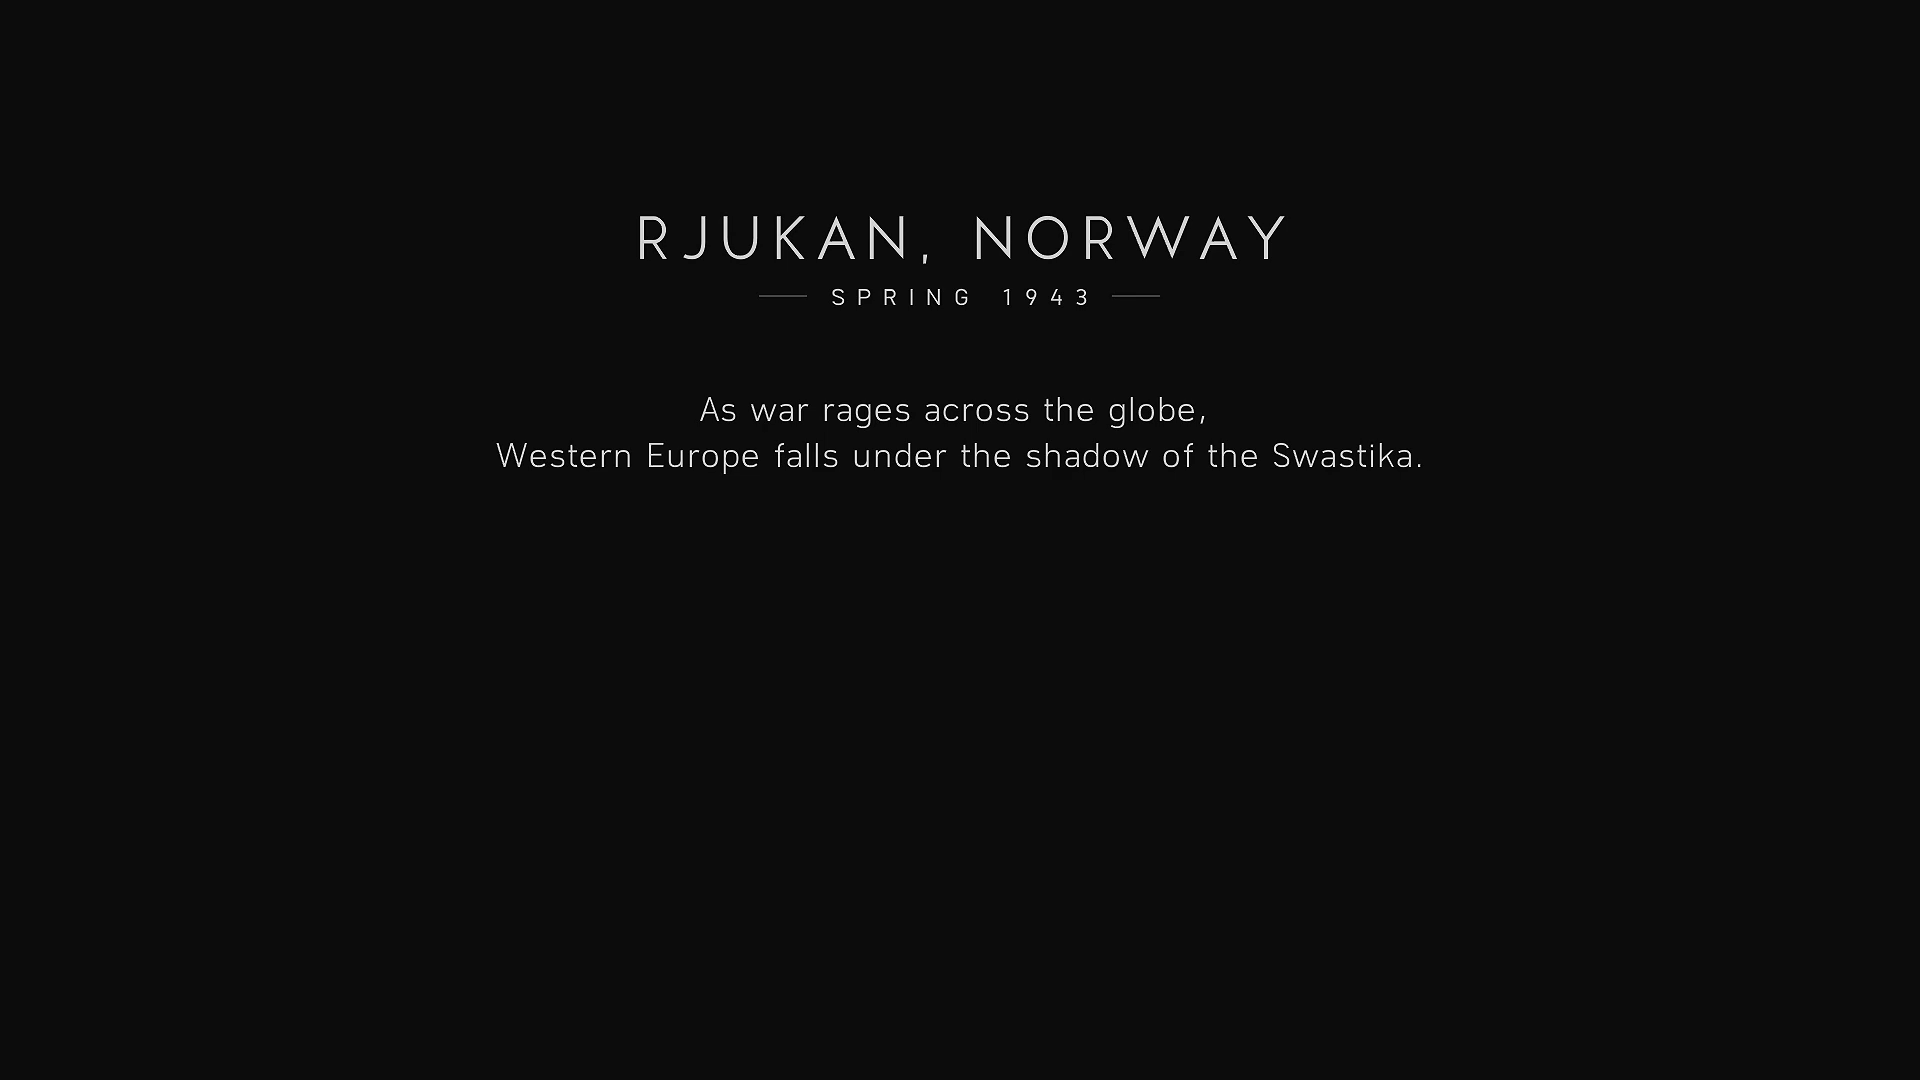 RJUKAN, NORWAY
SPRING 1943
As war rages across the globe,
Western Europe falls under the shadow of the Swastika.